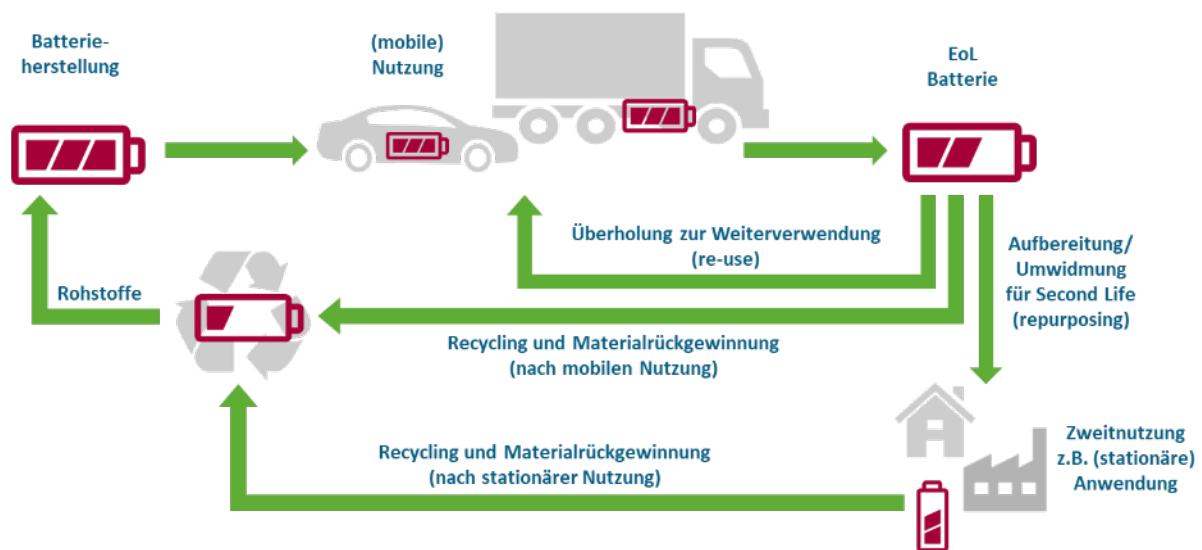 Batterie-
herstellung
(mobile)
Nutzung
EoL
Batterie
Überholung zur Weiterverwendung
(re-use)
Aufbereitung/
Umwidmung
für Second Life
(repurposing)
Rohstoffe
Recycling und Materialrückgewinnung
(nach mobilen Nutzung)
Recycling und Materialrückgewinnung
(nach stationärer Nutzung)
Zweitnutzung
z.B. (stationäre)
Anwendung